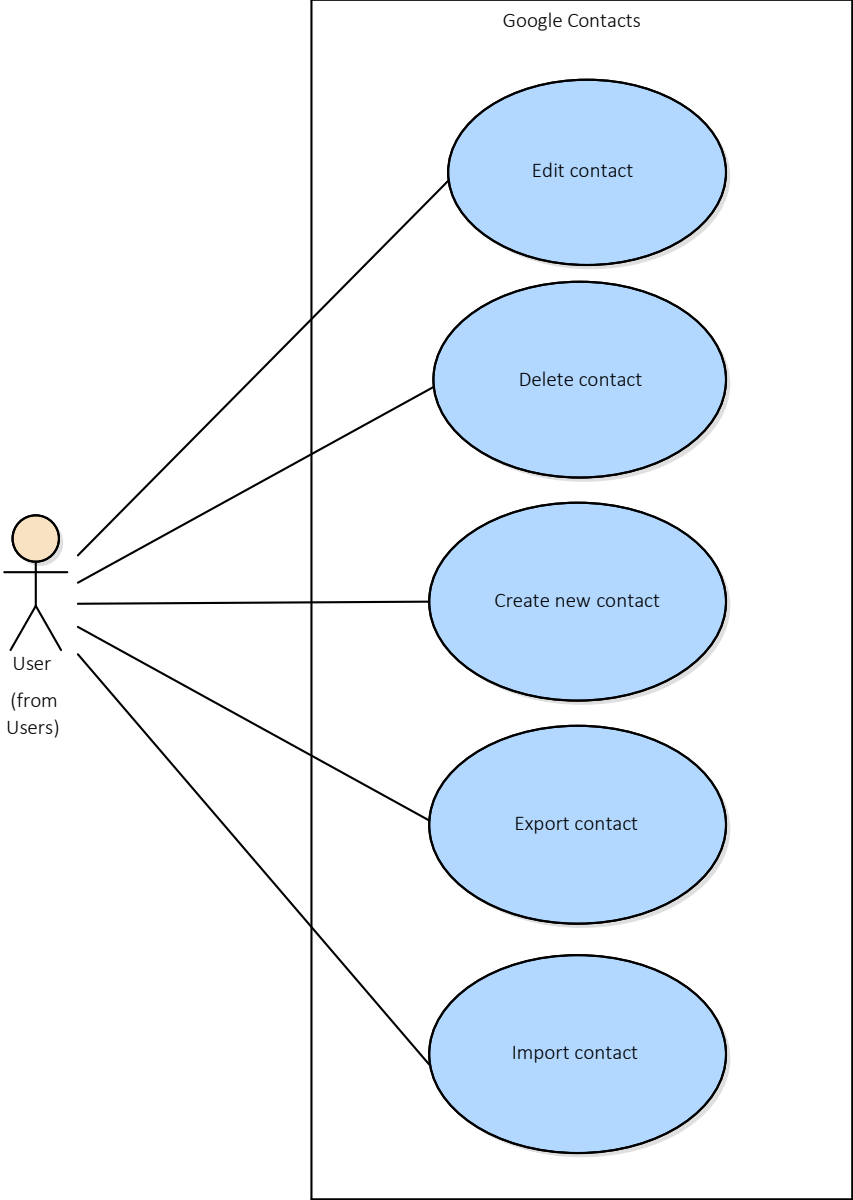 Google Contacts
Edit contact
Delete contact
Create new contact
User
(from
Users)
Export contact
Import contact